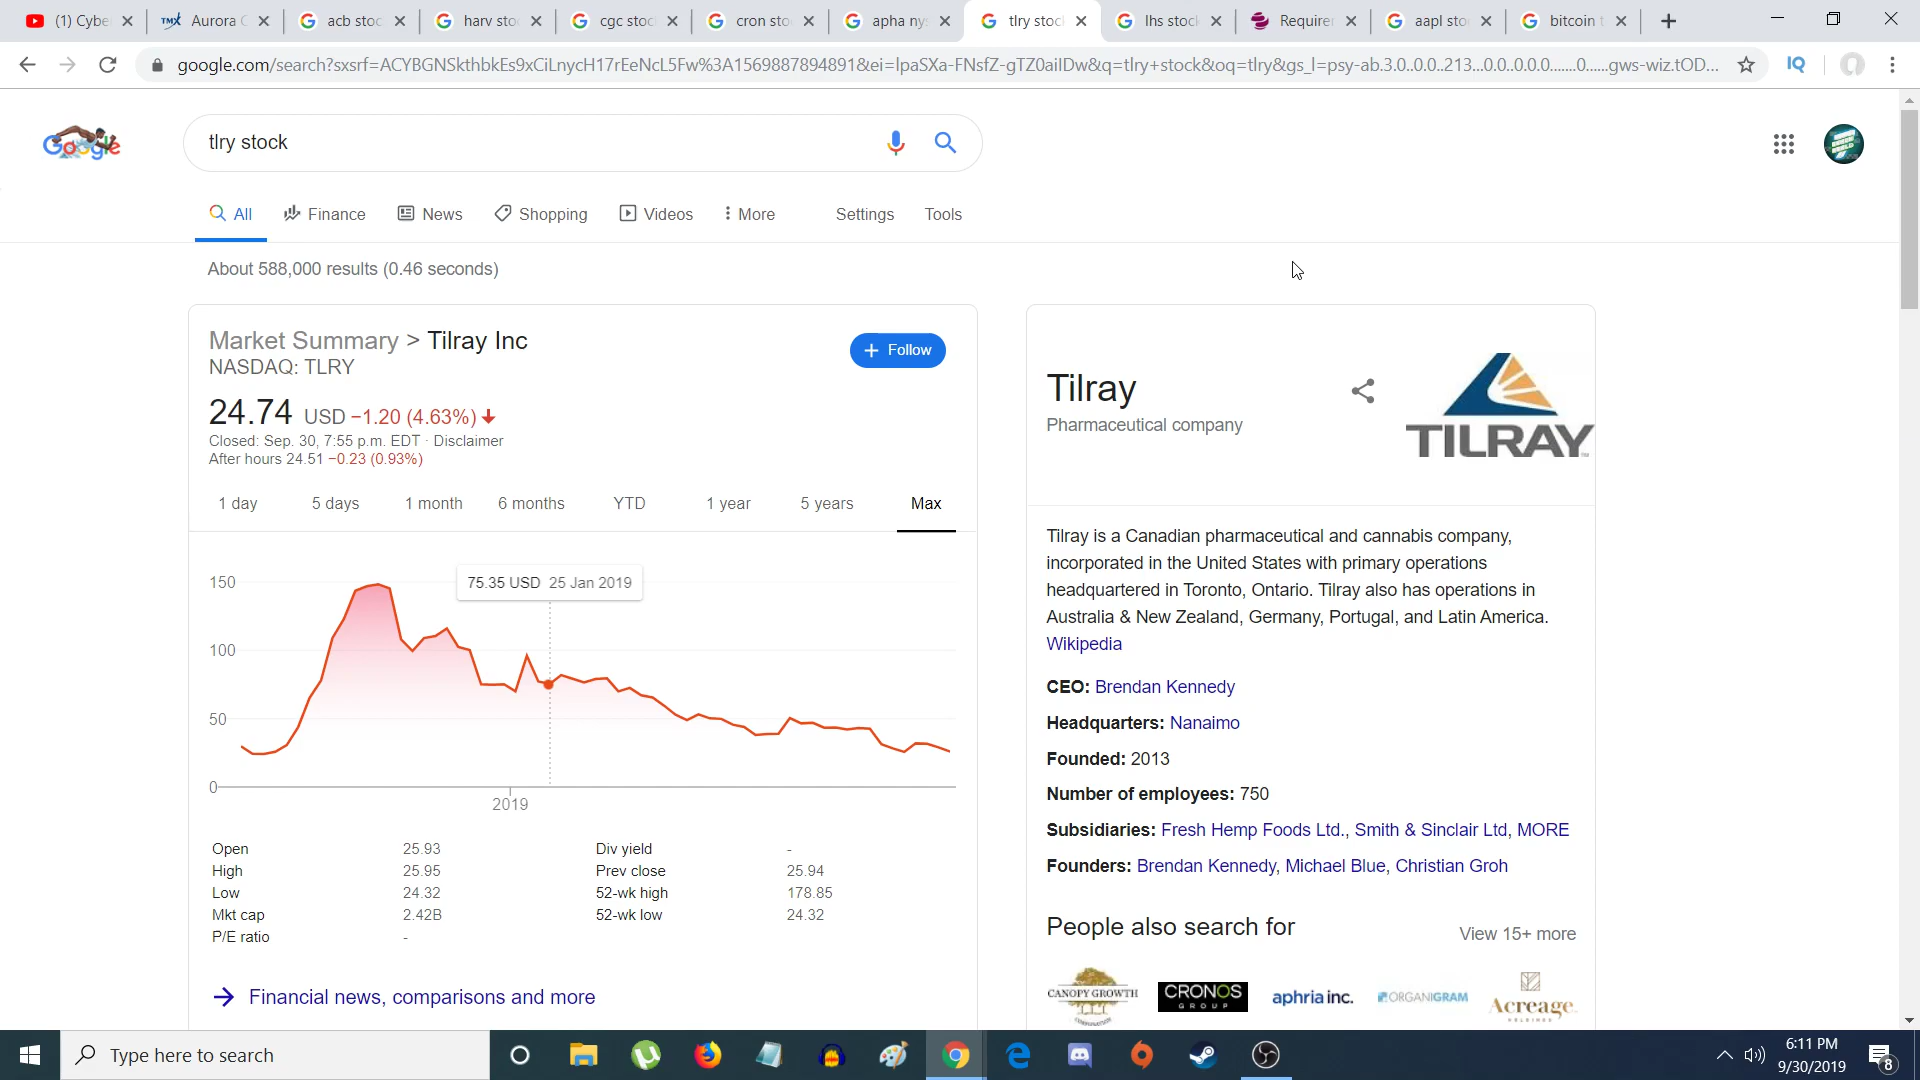 (1) Cybe
TMX Aurora C
acb stoc
harv sto
cgc stoc
cron sto
apha ny
tlry stoc
lhs stock
Require
aapl sto
bitcoin t
google.com/search?sxsrf=ACYBGNSkthbkEs9xCiLnycH17rEeNcL5Fw%3A1569887894891&ei=lpaSXa-FNsfZ-gTZ0aiIDw&q=tlry+stock&oq=tlry&gs_l=psy-ab.3.0..0.0..213...0.0..0.0.0.......0......gws-wiz.tOD...
IQ
Google
tlry stock
All
Finance
News
Shopping
Videos
More
Settings
Tools
About 588,000 results (0.46 seconds)
Market Summary > Tilray Inc
NASDAQ: TLRY
Follow
24.74 USD −1.20 (4.63%)
Closed: Sep. 30, 7:55 p.m. EDT · Disclaimer
After hours 24.51 −0.23 (0.93%)
1 day 5 days 1 month 6 months YTD 1 year 5 years Max
75.35 USD 25 Jan 2019
150
100
50
0
2019
Open 25.93 Div yield -
High 25.95 Prev close 25.94
Low 24.32 52-wk high 178.85
Mkt cap 2.42B 52-wk low 24.32
P/E ratio -
Financial news, comparisons and more
Tilray
Pharmaceutical company
TILRAY
Tilray is a Canadian pharmaceutical and cannabis company,
incorporated in the United States with primary operations
headquartered in Toronto, Ontario. Tilray also has operations in
Australia & New Zealand, Germany, Portugal, and Latin America.
Wikipedia
CEO: Brendan Kennedy
Headquarters: Nanaimo
Founded: 2013
Number of employees: 750
Subsidiaries: Fresh Hemp Foods Ltd., Smith & Sinclair Ltd, MORE
Founders: Brendan Kennedy, Michael Blue, Christian Groh
People also search for
View 15+ more
CANOPY GROWTH
CRONOS
GROUP
aphria inc.
ORGANIGRAM
Acreage
HOLDINGS
Type here to search
6:11 PM
9/30/2019
8